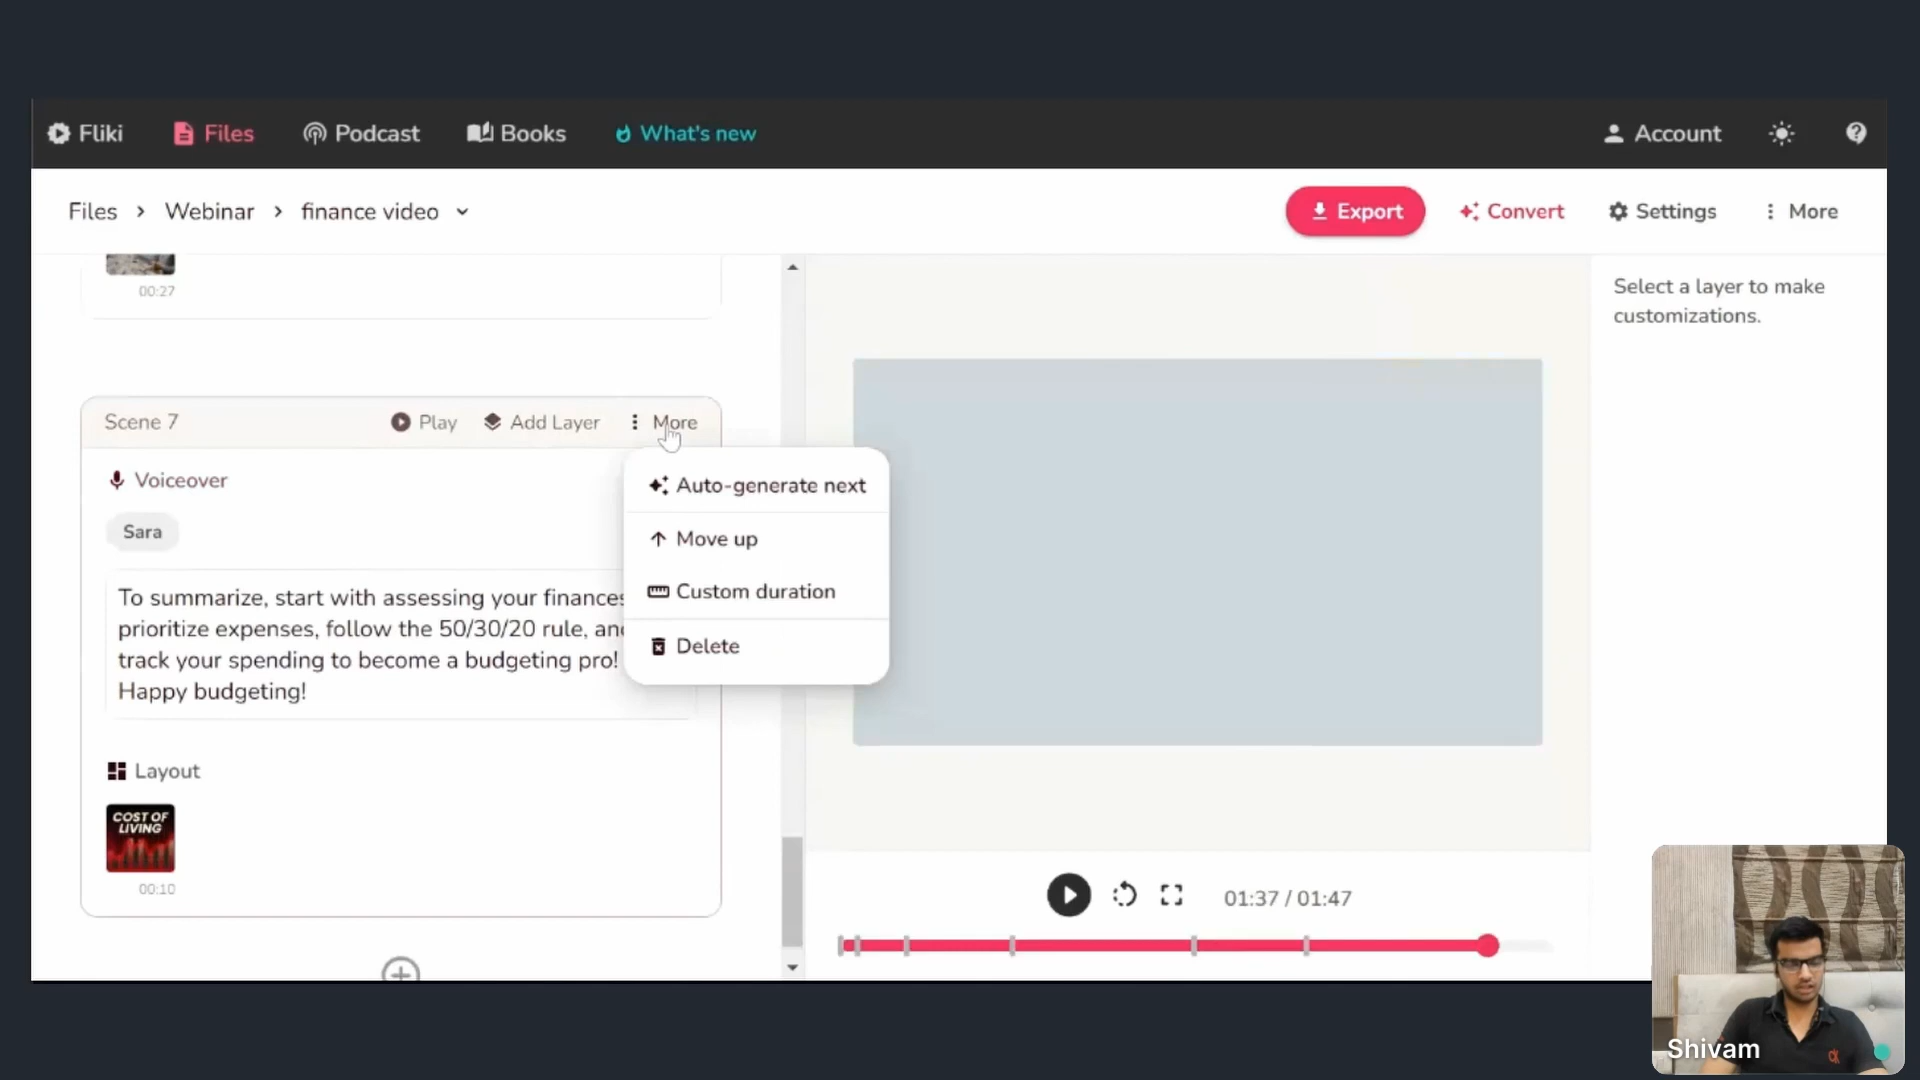 Fliki Files Podcast Books What's new Account
Files › Webinar › finance video Export Convert Settings More
00:27
Select a layer to make
customizations.
Scene 7 Play Add Layer More
Voiceover
Sara
To summarize, start with assessing your finances
prioritize expenses, follow the 50/30/20 rule, and
track your spending to become a budgeting pro!
Happy budgeting!
Auto-generate next
Move up
Custom duration
Delete
Layout
COST OF
LIVING
00:10
01:37 / 01:47
Shivam